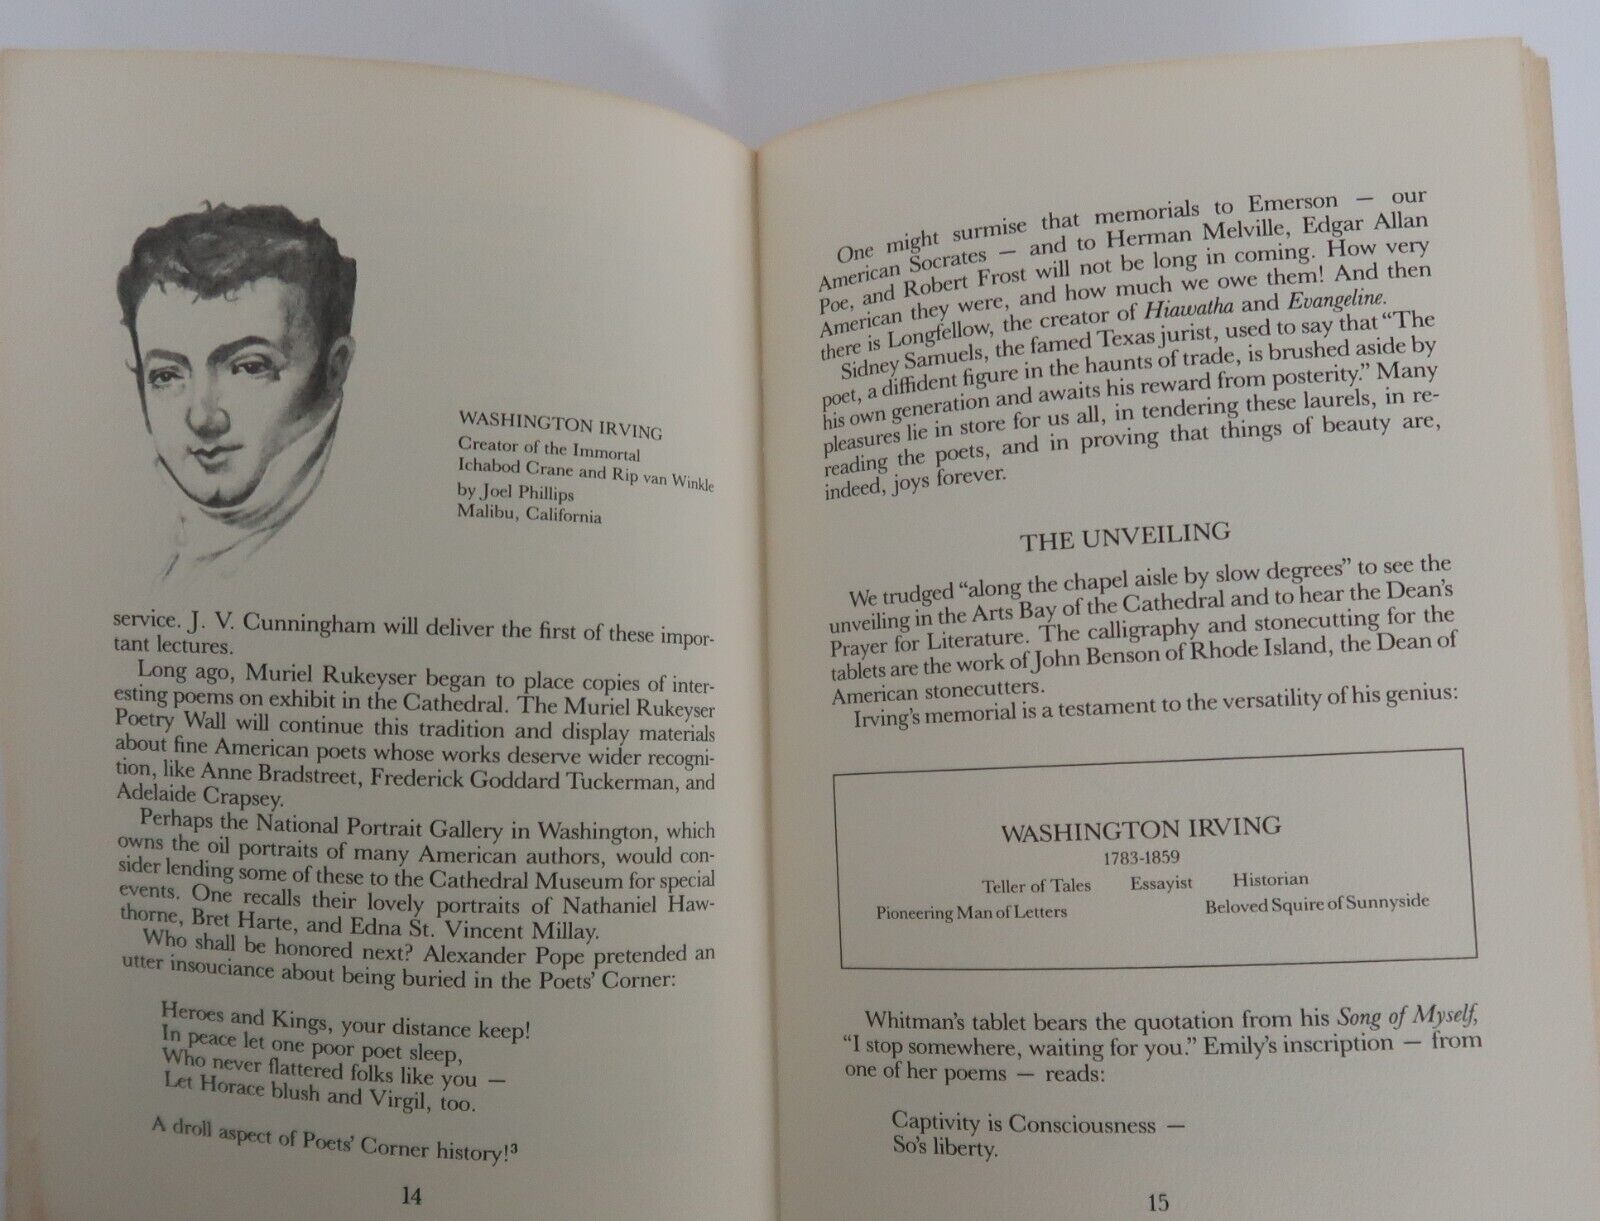 WASHINGTON IRVING
Creator of the Immortal
Ichabod Crane and Rip van Winkle
by Joel Phillips
Malibu, California
service. J. V. Cunningham will deliver the first of these impor-
tant lectures.
Long ago, Muriel Rukeyser began to place copies of inter-
esting poems on exhibit in the Cathedral. The Muriel Rukeyser
Poetry Wall will continue this tradition and display materials
about fine American poets whose works deserve wider recogni-
tion, like Anne Bradstreet, Frederick Goddard Tuckerman, and
Adelaide Crapsey.
Perhaps the National Portrait Gallery in Washington, which
owns the oil portraits of many American authors, would con-
sider lending some of these to the Cathedral Museum for special
events. One recalls their lovely portraits of Nathaniel Haw-
thorne, Bret Harte, and Edna St. Vincent Millay.
Who shall be honored next? Alexander Pope pretended an
utter insouciance about being buried in the Poets' Corner:
Heroes and Kings, your distance keep!
In peace let one poor poet sleep,
Who never flattered folks like you —
Let Horace blush and Virgil, too.
A droll aspect of Poets' Corner history!³
14
One might surmise that memorials to Emerson — our
American Socrates — and to Herman Melville, Edgar Allan
Poe, and Robert Frost will not be long in coming. How very
American they were, and how much we owe them! And then
there is Longfellow, the creator of Hiawatha and Evangeline.
Sidney Samuels, the famed Texas jurist, used to say that "The
poet, a diffident figure in the haunts of trade, is brushed aside by
his own generation and awaits his reward from posterity." Many
pleasures lie in store for us all, in tendering these laurels, in re-
reading the poets, and in proving that things of beauty are,
indeed, joys forever.
THE UNVEILING
We trudged "along the chapel aisle by slow degrees" to see the
unveiling in the Arts Bay of the Cathedral and to hear the Dean's
Prayer for Literature. The calligraphy and stonecutting for the
tablets are the work of John Benson of Rhode Island, the Dean of
American stonecutters.
Irving's memorial is a testament to the versatility of his genius:
WASHINGTON IRVING
1783-1859
Teller of Tales Essayist Historian
Pioneering Man of Letters Beloved Squire of Sunnyside
Whitman's tablet bears the quotation from his Song of Myself,
"I stop somewhere, waiting for you." Emily's inscription — from
one of her poems — reads:
Captivity is Consciousness —
So's liberty.
15